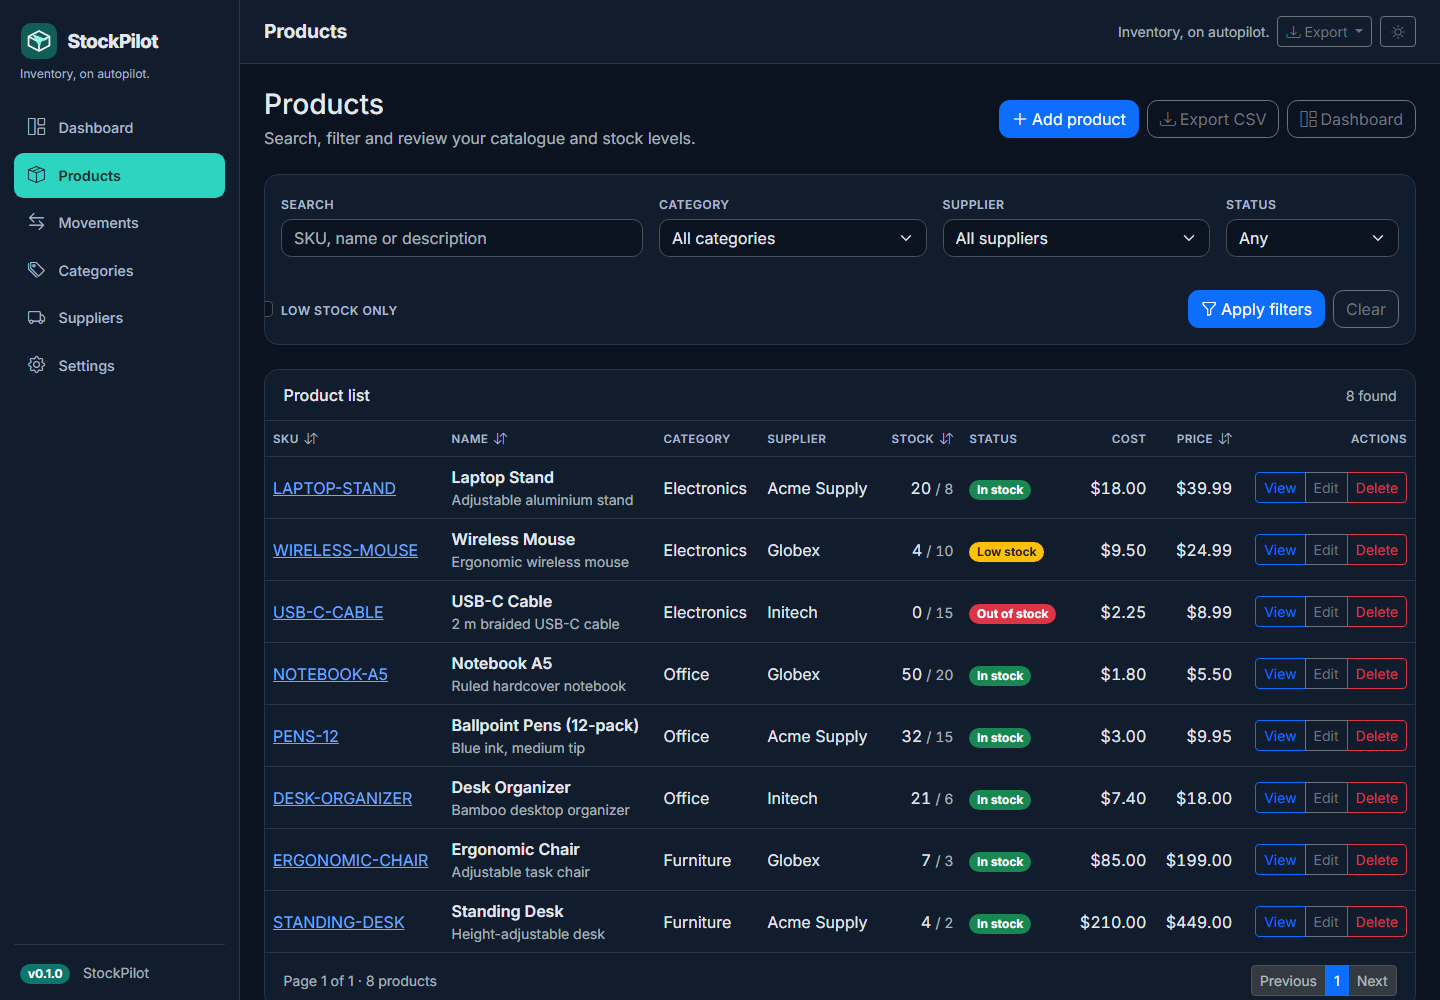 StockPilot
Inventory, on autopilot.
Dashboard
Products
Movements
Categories
Suppliers
Settings
v0.1.0 StockPilot
Products
Inventory, on autopilot. Export
Products
Search, filter and review your catalogue and stock levels.
Add product Export CSV Dashboard
SEARCH CATEGORY SUPPLIER STATUS
SKU, name or description All categories All suppliers Any
LOW STOCK ONLY Apply filters Clear
Product list 8 found
SKU NAME CATEGORY SUPPLIER STOCK STATUS COST PRICE ACTIONS
LAPTOP-STAND Laptop Stand Electronics Acme Supply 20 / 8 In stock $18.00 $39.99 View Edit Delete
Adjustable aluminium stand
WIRELESS-MOUSE Wireless Mouse Electronics Globex 4 / 10 Low stock $9.50 $24.99 View Edit Delete
Ergonomic wireless mouse
USB-C-CABLE USB-C Cable Electronics Initech 0 / 15 Out of stock $2.25 $8.99 View Edit Delete
2 m braided USB-C cable
NOTEBOOK-A5 Notebook A5 Office Globex 50 / 20 In stock $1.80 $5.50 View Edit Delete
Ruled hardcover notebook
PENS-12 Ballpoint Pens (12-pack) Office Acme Supply 32 / 15 In stock $3.00 $9.95 View Edit Delete
Blue ink, medium tip
DESK-ORGANIZER Desk Organizer Office Initech 21 / 6 In stock $7.40 $18.00 View Edit Delete
Bamboo desktop organizer
ERGONOMIC-CHAIR Ergonomic Chair Furniture Globex 7 / 3 In stock $85.00 $199.00 View Edit Delete
Adjustable task chair
STANDING-DESK Standing Desk Furniture Acme Supply 4 / 2 In stock $210.00 $449.00 View Edit Delete
Height-adjustable desk
Page 1 of 1 · 8 products Previous 1 Next